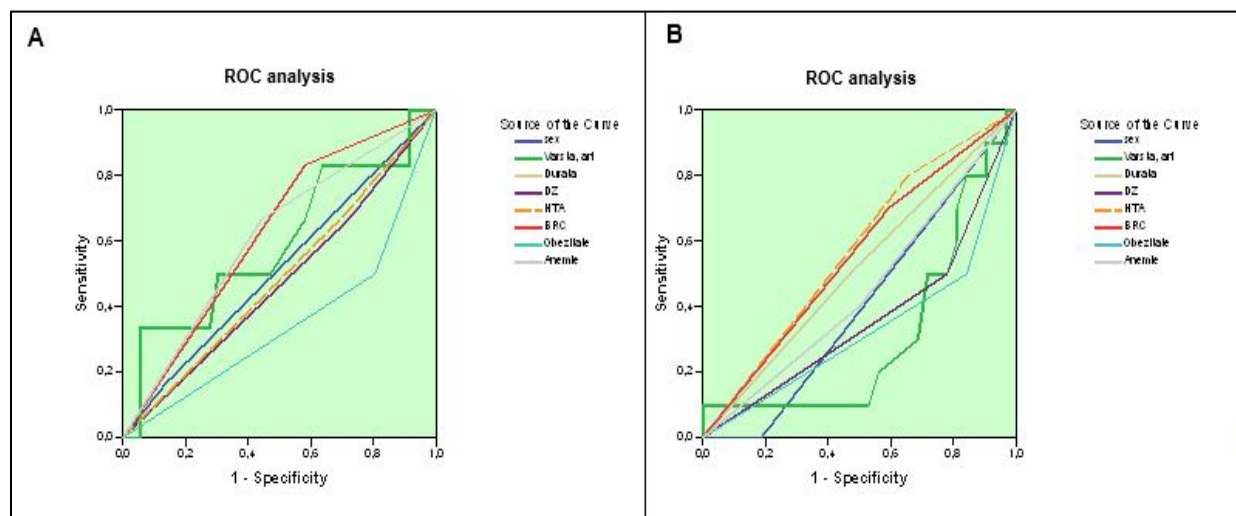 A
ROC analysis
Sensitivity
1,0
0,8
0,6
0,4
0,2
0,0
0,0 0,2 0,4 0,6 0,8 1,0
1 - Specificity
Source of the Curve
sex
Varsta, ani
Durata
DZ
HTA
BRC
Obezitate
Anemie
B
ROC analysis
Sensitivity
1,0
0,8
0,6
0,4
0,2
0,0
0,0 0,2 0,4 0,6 0,8 1,0
1 - Specificity
Source of the Curve
sex
Varsta, ani
Durata
DZ
HTA
BRC
Obezitate
Anemie